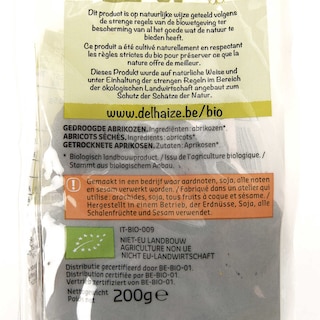 Dit product is op natuurlijke wijze geteeld volgens
de strenge regels van de biowetgeving ter
bescherming van al het goede wat de natuur te
bieden heeft.
Ce produit a été cultivé naturellement en respectant
les règles strictes du bio pour préserver ce que la
nature a de meilleur.
Dieses Produkt wurde auf natürliche Weise und
unter Einhaltung der strengen Regeln im Bereich
der ökologischen Landwirtschaft angebaut zum
Schutz der Schätze der Natur.
www.delhaize.be/bio
GEDROOGDE ABRIKOZEN. Ingrediënten: abrikozen*.
ABRICOTS SÉCHÉS. Ingrédients: abricots*.
GETROCKNETE APRIKOSEN. Zutaten: Aprikosen*.
* Biologisch landbouwproduct. / Issu de l'agriculture biologique. /
Stammt aus biologischem Anbau.
Gemaakt in een bedrijf waar aardnoten, soja, alle noten
en sesam verwerkt worden. / Fabriqué dans un atelier qui
utilise: arachides, soja, tous fruits à coque et sésame /
Hergestellt in einem Betrieb, der Erdnüsse, Soja, alle
Schalenfrüchte und Sesam verwendet.
IT-BIO-009
NIET-EU LANDBOUW
AGRICULTURE NON UE
NICHT EU-LANDWIRTSCHAFT
Distributie gecertifieerd door BE-BIO-01.
Distribution certifiée par BE-BIO-01.
Vertrieb zertifiziert von BE-BIO-01.
Nettogewicht
Poids net
200g e